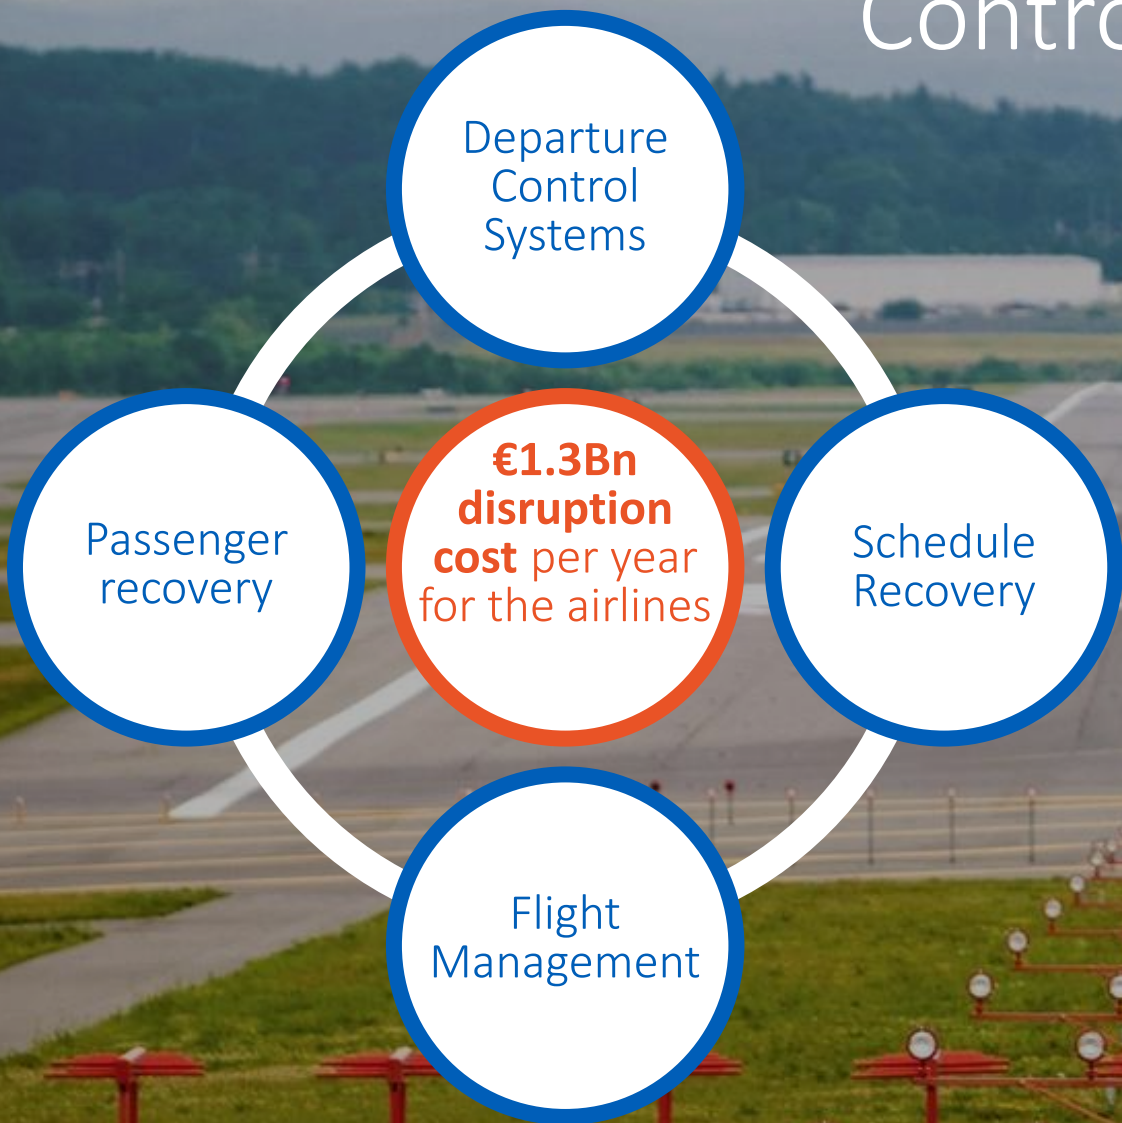 Departure
Control
Systems
€1.3Bn
disruption
cost per year
for the airlines
Passenger
recovery
Schedule
Recovery
Flight
Management